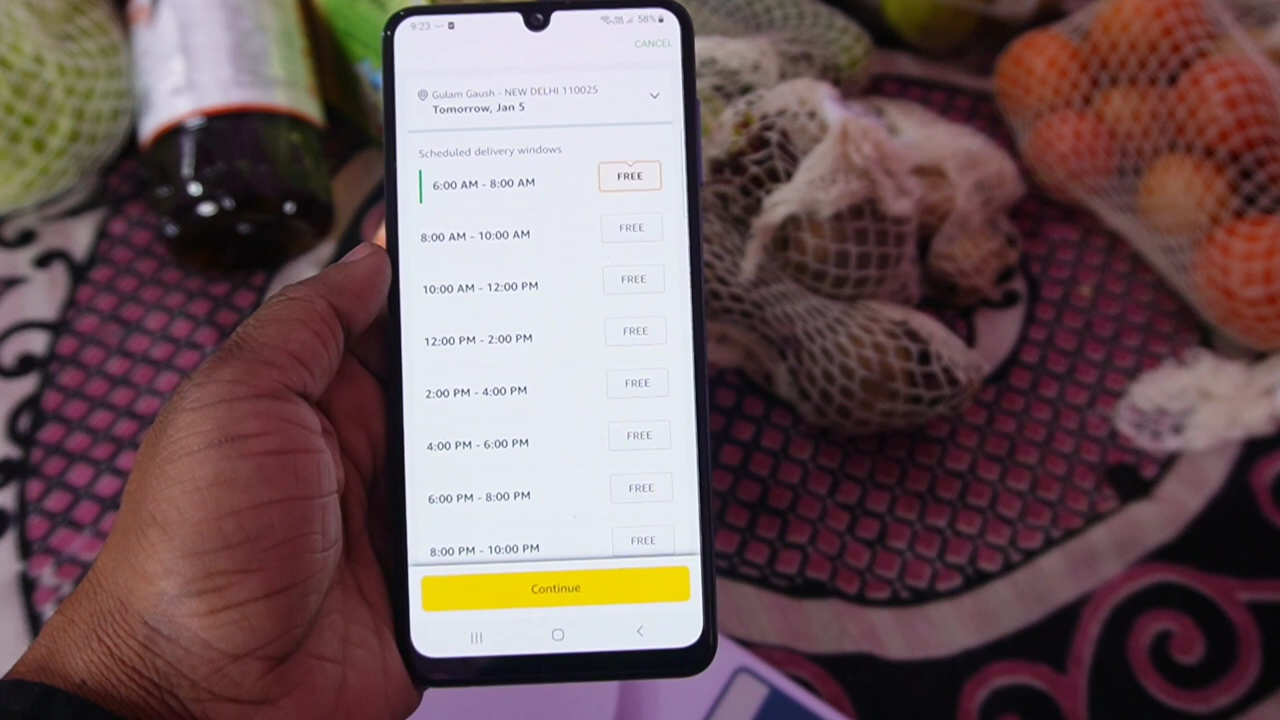 9:23
58%
CANCEL
Gulam Gaush - NEW DELHI 110025
Tomorrow, Jan 5
Scheduled delivery windows
6:00 AM - 8:00 AM FREE
8:00 AM - 10:00 AM FREE
10:00 AM - 12:00 PM FREE
12:00 PM - 2:00 PM FREE
2:00 PM - 4:00 PM FREE
4:00 PM - 6:00 PM FREE
6:00 PM - 8:00 PM FREE
8:00 PM - 10:00 PM FREE
Continue